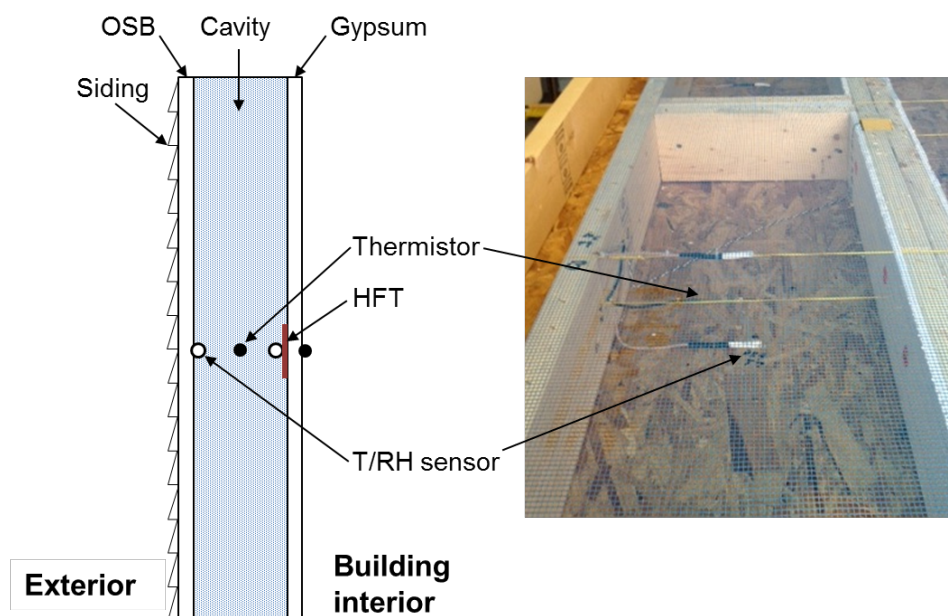 OSB
Cavity
Gypsum
Siding
Thermistor
HFT
T/RH sensor
Exterior
Building
interior